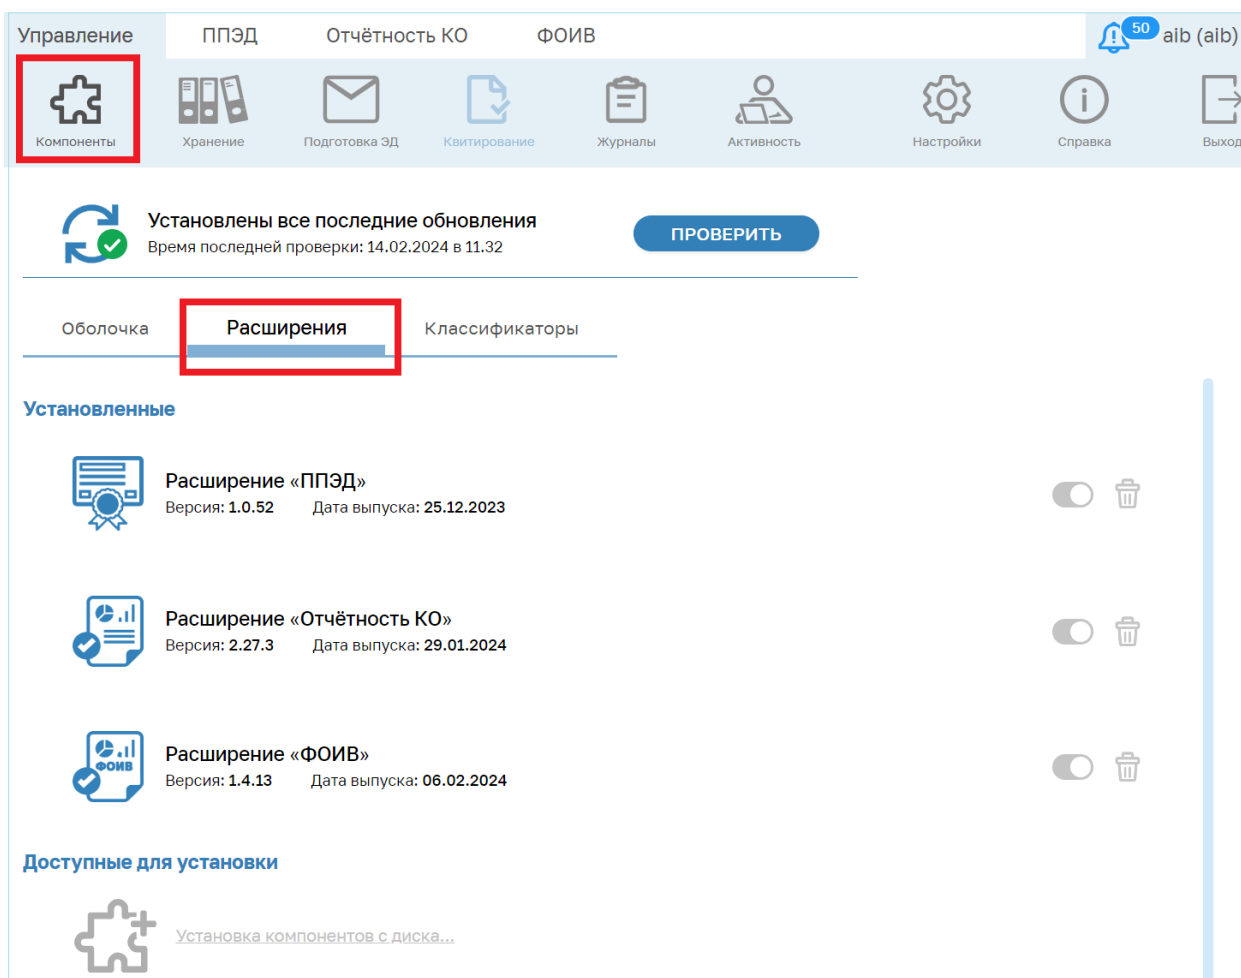 Управление ППЭД Отчётность КО ФОИВ 50 aib (aib)
Компоненты Хранение Подготовка ЭД Квитирование Журналы Активность Настройки Справка Выход
Установлены все последние обновления
Время последней проверки: 14.02.2024 в 11.32
ПРОВЕРИТЬ
Оболочка Расширения Классификаторы
Установленные
Расширение «ППЭД»
Версия: 1.0.52 Дата выпуска: 25.12.2023
Расширение «Отчётность КО»
Версия: 2.27.3 Дата выпуска: 29.01.2024
ФОИВ
Расширение «ФОИВ»
Версия: 1.4.13 Дата выпуска: 06.02.2024
Доступные для установки
Установка компонентов с диска...